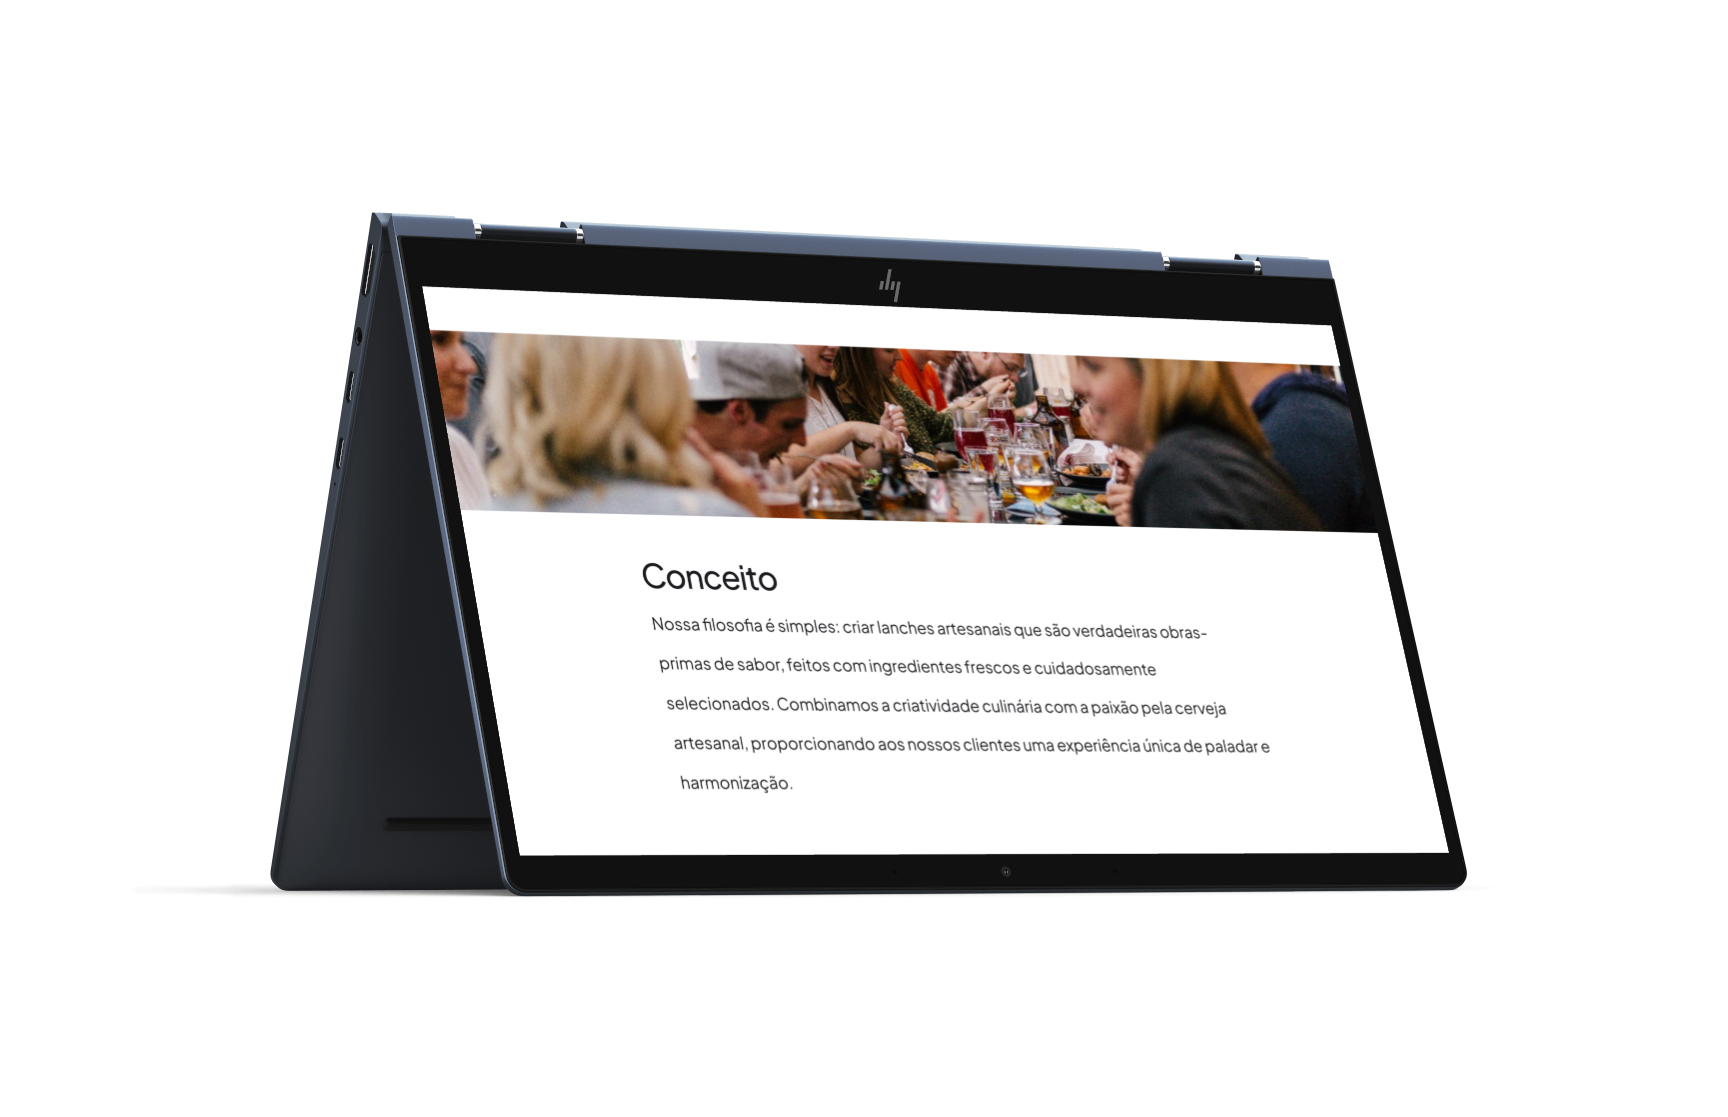 Conceito
Nossa filosofia é simples: criar lanches artesanais que são verdadeiras obras-
primas de sabor, feitos com ingredientes frescos e cuidadosamente
selecionados. Combinamos a criatividade culinária com a paixão pela cerveja
artesanal, proporcionando aos nossos clientes uma experiência única de paladar e
harmonização.